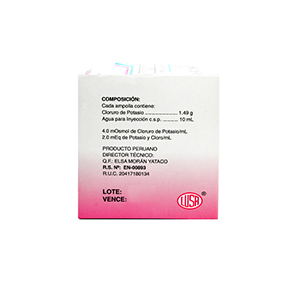 COMPOSICIÓN:
Cada ampolla contiene:
Cloruro de Potasio ........................ 1.49 g
Agua para Inyección c.s.p. .......... 10 mL
4.0 mOsmol de Cloruro de Potasio/mL
2.0 mEq de Potasio y Cloro/mL
PRODUCTO PERUANO
DIRECTOR TÉCNICO:
Q.F.: ELSA MORÁN YATACO
R.S. Nº: EN-00093
R.U.C. 20417180134
LOTE:
VENCE:
LUSA ®